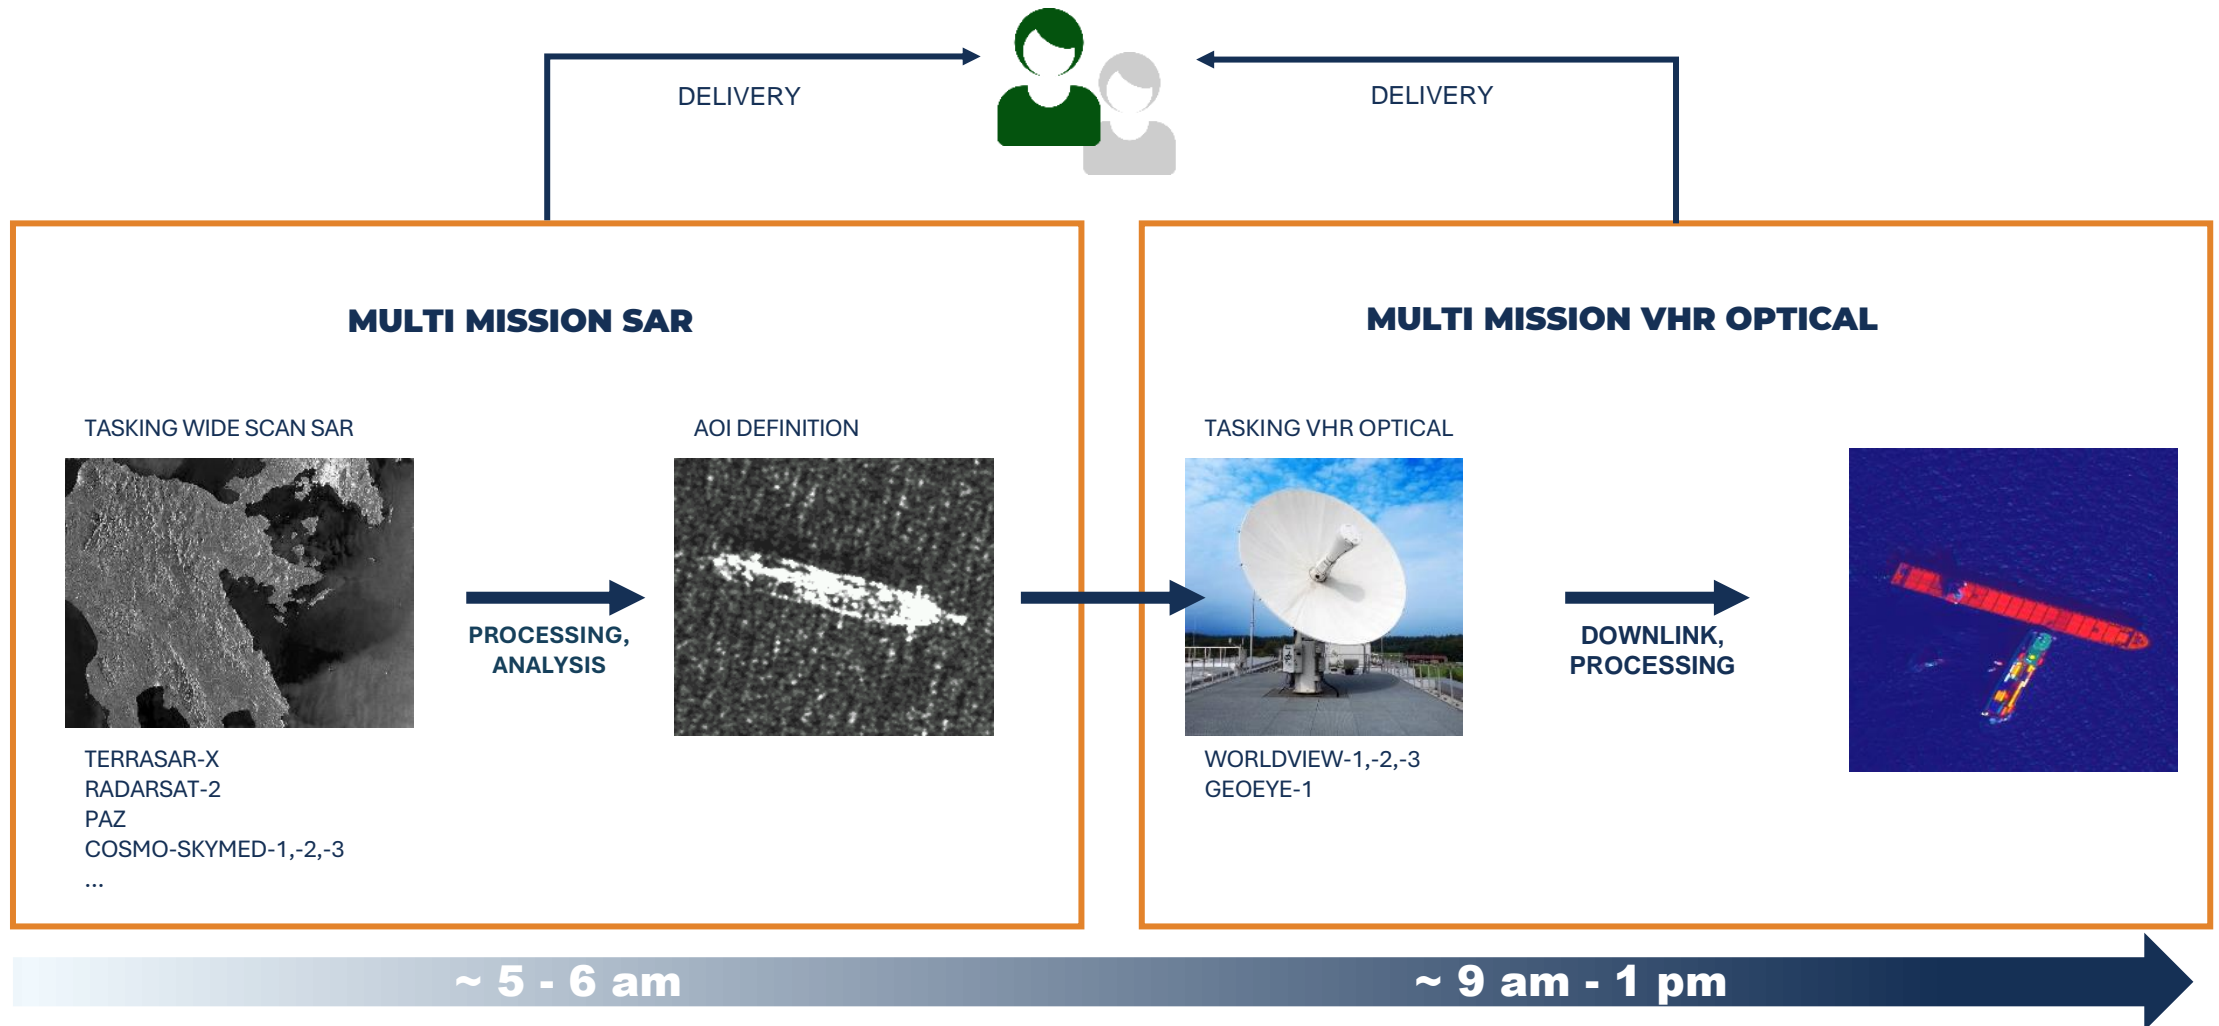 DELIVERY
DELIVERY
MULTI MISSION SAR
TASKING WIDE SCAN SAR
AOI DEFINITION
PROCESSING,
ANALYSIS
TERRASAR-X
RADARSAT-2
PAZ
COSMO-SKYMED-1,-2,-3
...
MULTI MISSION VHR OPTICAL
TASKING VHR OPTICAL
DOWNLINK,
PROCESSING
WORLDVIEW-1,-2,-3
GEOEYE-1
~ 5 - 6 am
~ 9 am - 1 pm